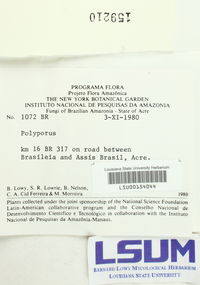 159210
PROGRAMA FLORA
Projeto Flora Amazônica
THE NEW YORK BOTANICAL GARDEN
INSTITUTO NACIONAL DE PESQUISAS DA AMAZONIA
Fungi of Brazilian Amazonia - State of Acre
No. 1072 BR 3-XI-1980
Polyporus
km 16 BR 317 on road between
Brasileia and Assis Brasil, Acre.
Louisiana State University Herbarium
LSU00154044
B. Lowy, S. R. Lowrie, B. Nelson, 1980
C. A. Cid Ferreira & M. Monteiro
Plants collected under the joint sponsorship of the National Science Foundation
Latin-American collaborative program and the Conselho Nacional de
Desenvolvimento Científico e Tecnológico in collaboration with the Instituto
Nacional de Pesquisas da Amazônia-Manaus.
LSUM
BERNARD LOWY MYCOLOGICAL HERBARIUM
LOUISIANA STATE UNIVERSITY